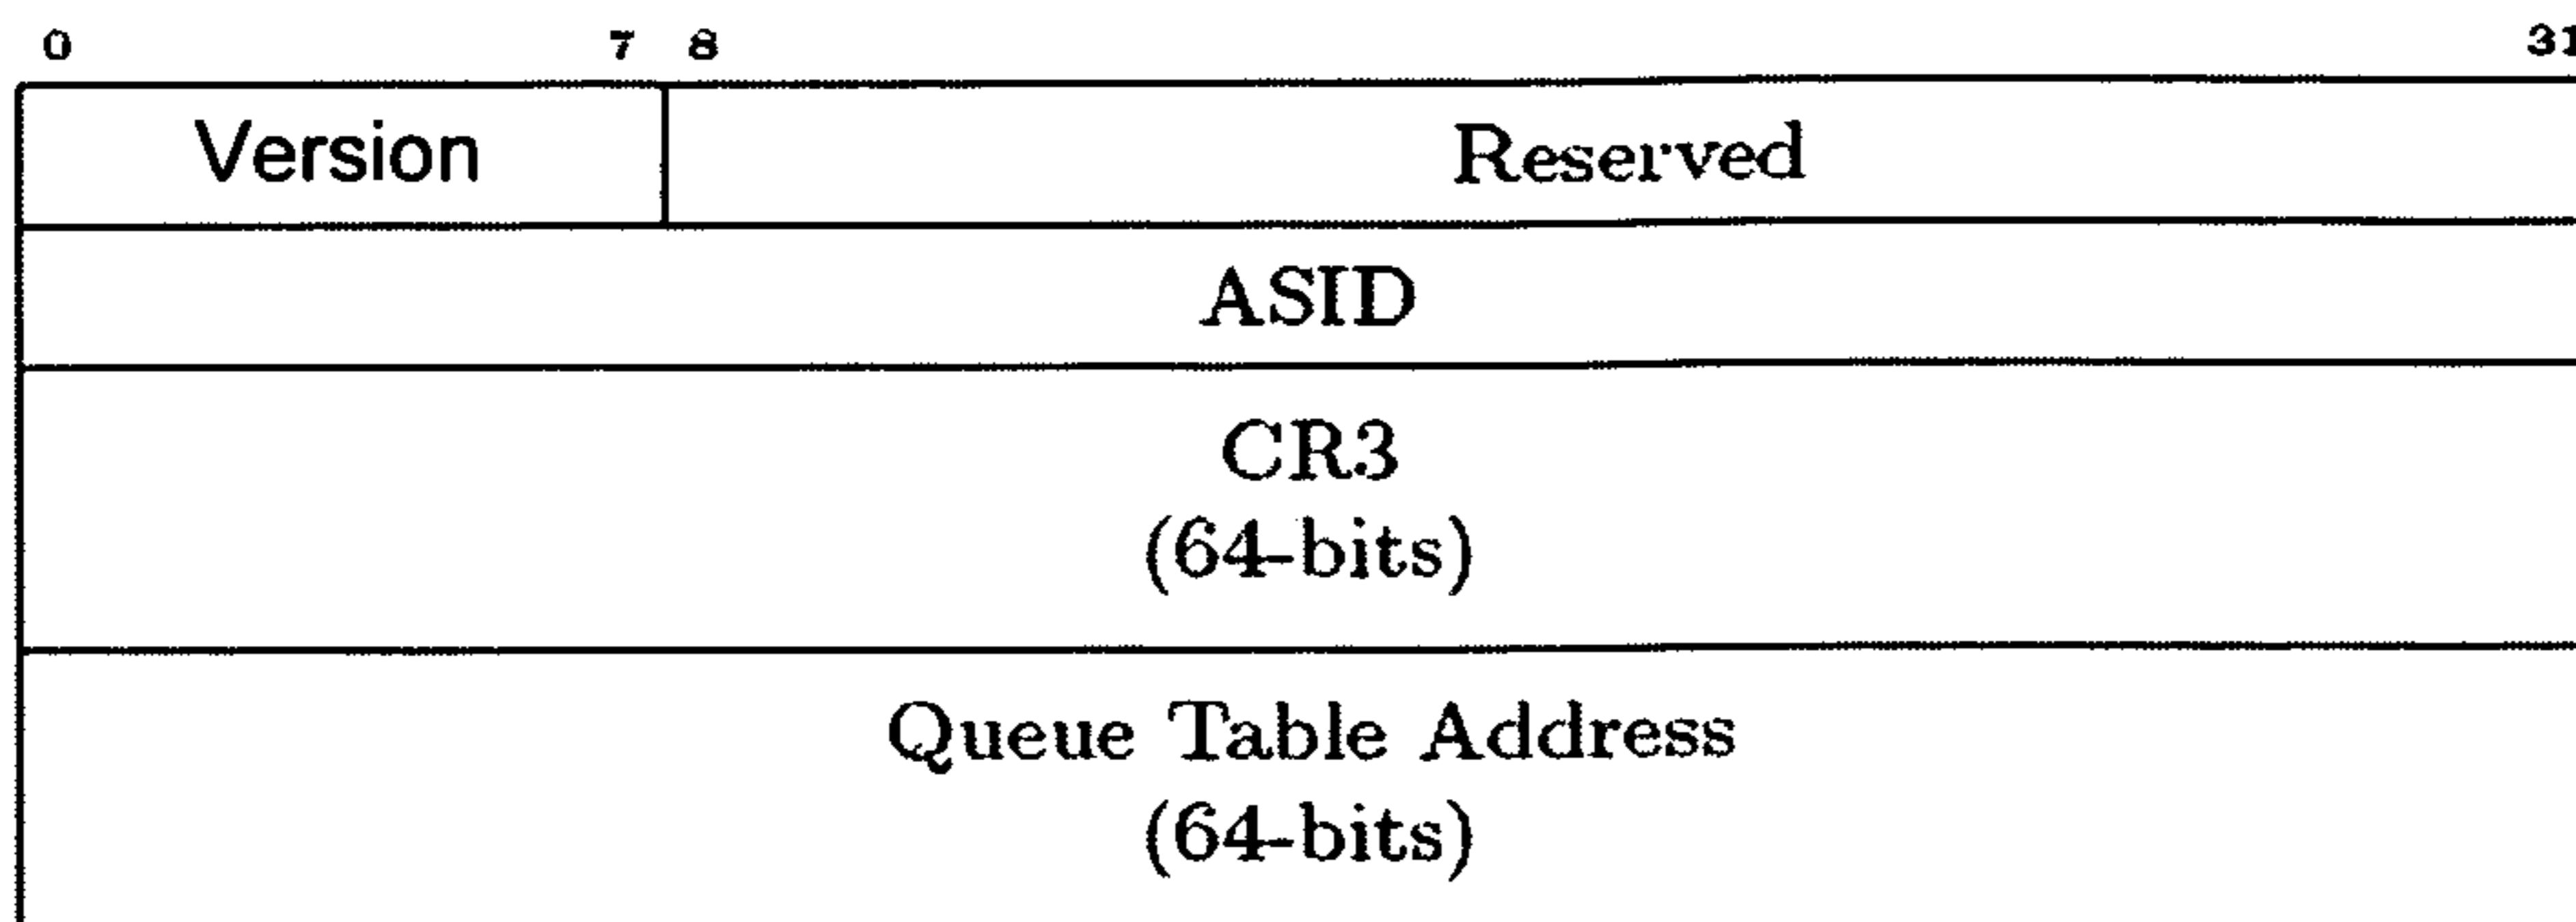 0 7 8 31
Version Reserved
ASID
CR3
(64-bits)
Queue Table Address
(64-bits)